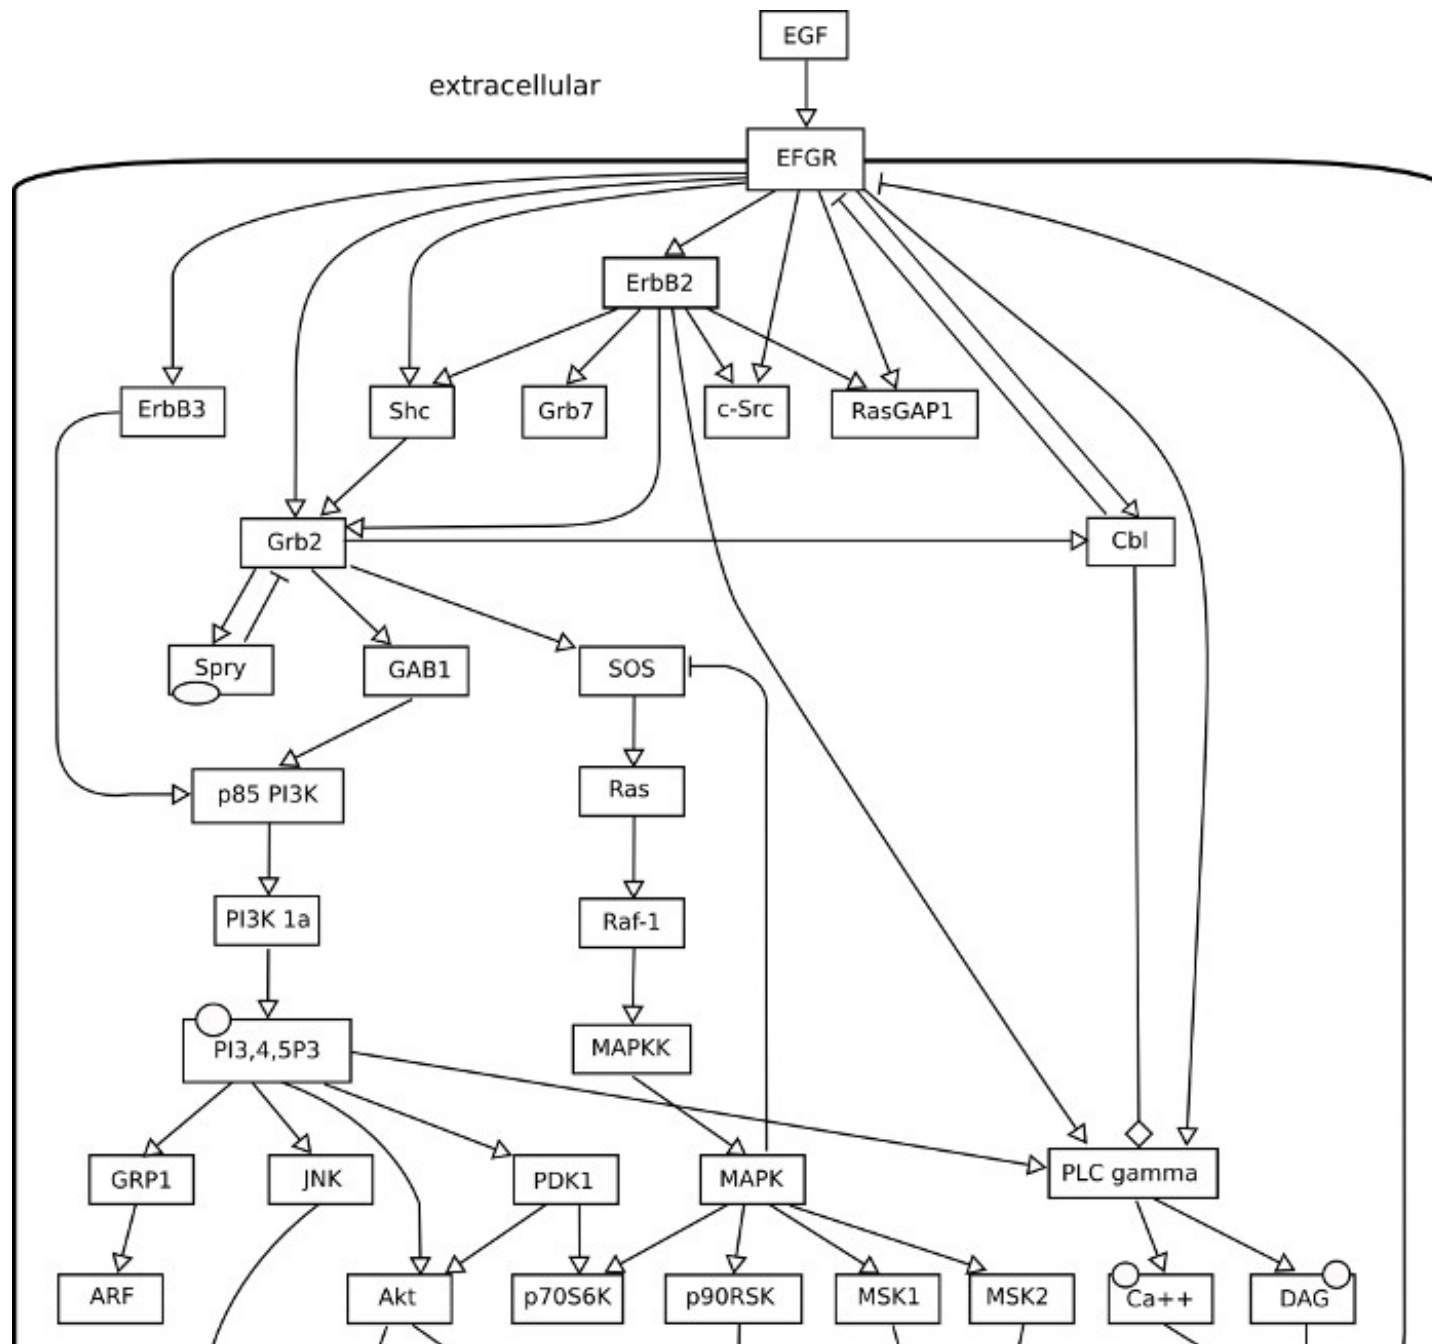 EGF
extracellular
EFGR
ErbB2
ErbB3
Shc
Grb7
c-Src
RasGAP1
Grb2
Cbl
Spry
GAB1
SOS
p85 PI3K
Ras
PI3K 1a
Raf-1
PI3,4,5P3
MAPKK
GRP1
JNK
PDK1
MAPK
PLC gamma
ARF
Akt
p70S6K
p90RSK
MSK1
MSK2
Ca++
DAG